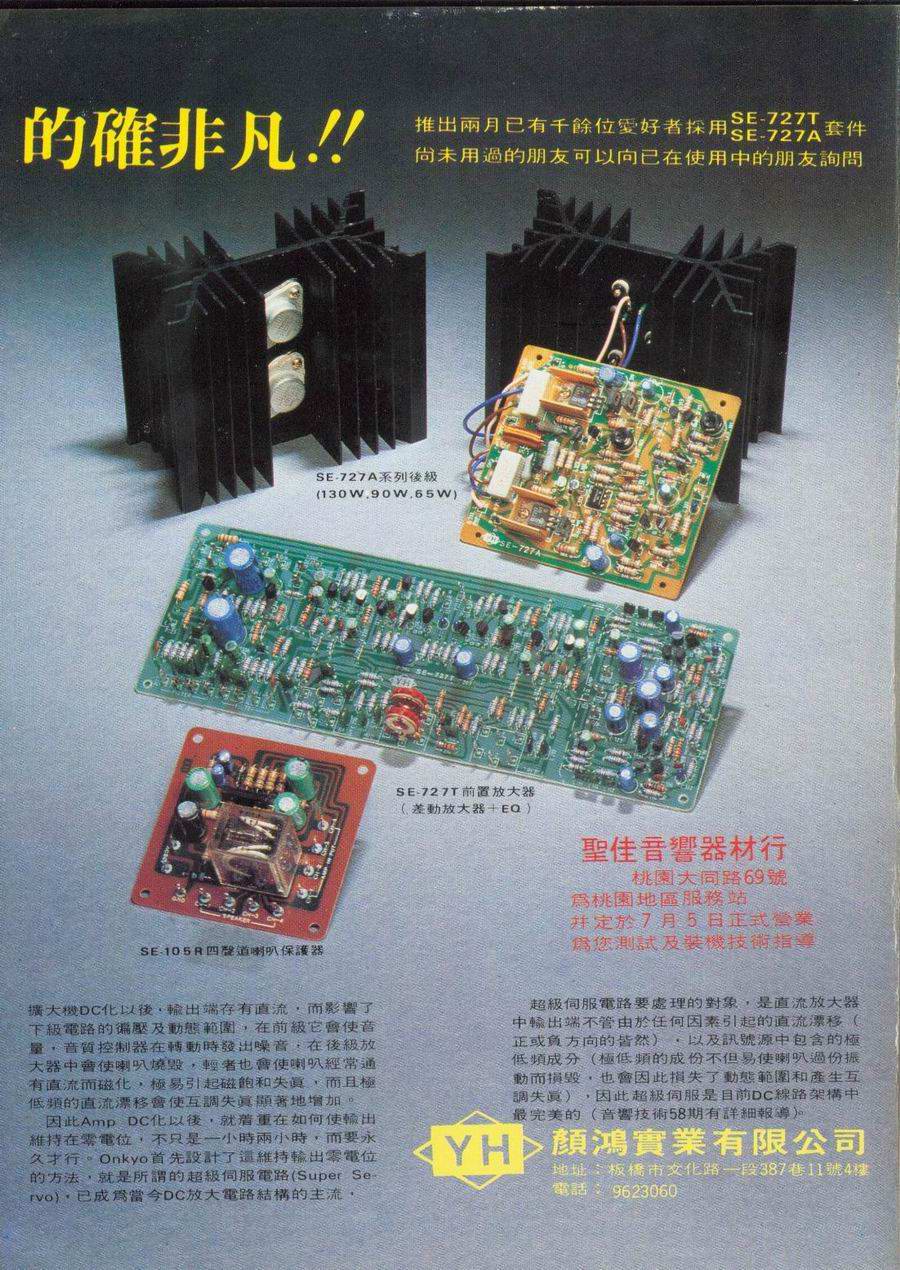 的確非凡!!
推出兩月已有千餘位愛好者採用SE-727T SE-727A套件
尚未用過的朋友可以向已在使用中的朋友詢問
SE-727A系列後級
(130W,90W,65W)
SE-727A
SE-727T
SE-727T前置放大器
(差動放大器+EQ)
SPEAKER
SE-105R四聲道喇叭保護器
聖佳音響器材行
桃園大同路69號
爲桃園地區服務站
并定於7月5日正式營業
爲您測試及裝機技術指導
擴大機DC化以後,輸出端存有直流,而影響了
下級電路的偏壓及動態範圍,在前級它會使音
量,音質控制器在轉動時發出噪音,在後級放
大器中會使喇叭燒毀,輕者也會使喇叭經常通
有直流而磁化,極易引起磁飽和失眞,而且極
低頻的直流漂移會使互調失眞顯著地增加。
因此Amp DC化以後,就着重在如何使輸出
維持在零電位,不只是一小時兩小時,而要永
久才行。Onkyo首先設計了這維持輸出零電位
的方法,就是所謂的超級伺服電路(Super Se-
rvo),已成爲當今DC放大電路結構的主流,
超級伺服電路要處理的對象,是直流放大器
中輸出端不管由於任何因素引起的直流漂移(
正或負方向的皆然),以及訊號源中包含的極
低頻成分(極低頻的成份不但易使喇叭過份振
動而損毀,也會因此損失了動態範圍和產生互
調失眞),因此超級伺服是目前DC線路架構中
最完美的(音響技術58期有詳細報導)。
YH
顏鴻實業有限公司
地址:板橋市文化路一段387巷11號4樓
電話:9623060